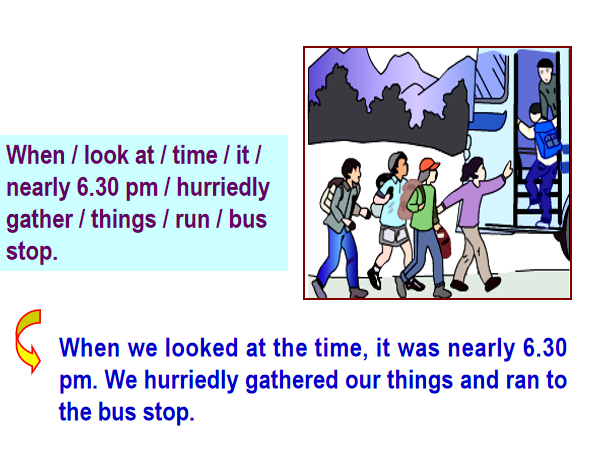 When / look at / time / it /
nearly 6.30 pm / hurriedly
gather / things / run / bus
stop.
When we looked at the time, it was nearly 6.30
pm. We hurriedly gathered our things and ran to
the bus stop.